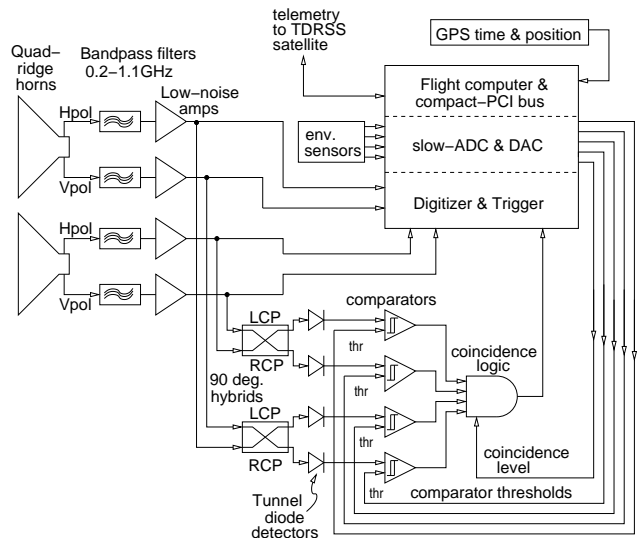 telemetry
to TDRSS
satellite
GPS time & position
Quad-
ridge
horns
Bandpass filters
0.2-1.1GHz
Low-noise
amps
Flight computer &
compact-PCI bus
Hpol
env.
sensors
slow-ADC & DAC
Vpol
Digitizer & Trigger
Hpol
Vpol
LCP
RCP
comparators
thr
coincidence
logic
90 deg.
hybrids
thr
LCP
RCP
thr
coincidence
level
thr
comparator thresholds
Tunnel
diode
detectors